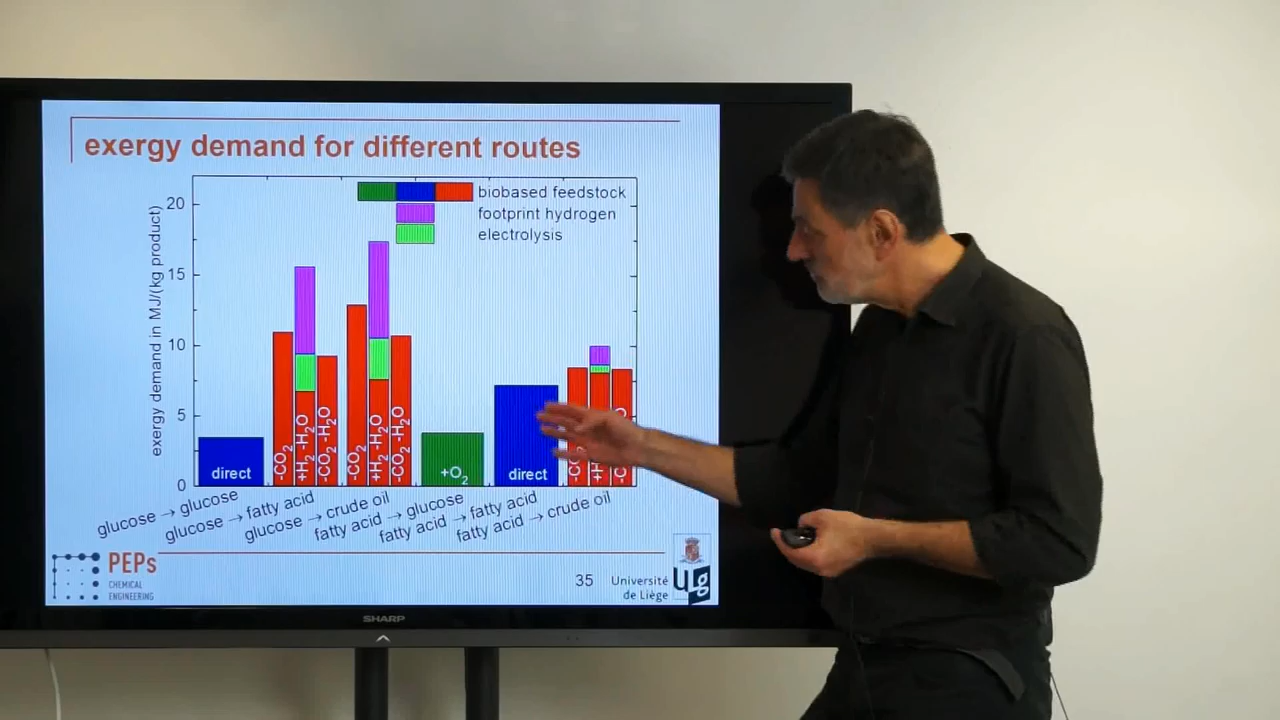 exergy demand for different routes
exergy demand in MJ/(kg product)
20
15
10
5
0
biobased feedstock
footprint hydrogen
electrolysis
direct
-CO2
+H2 -H2O
-CO2 -H2O
-CO2
+H2 -H2O
-CO2 -H2O
+O2
direct
glucose → glucose
glucose → fatty acid
glucose → crude oil
fatty acid → glucose
fatty acid → fatty acid
fatty acid → crude oil
PEPs
CHEMICAL
ENGINEERING
35
Université
de Liège
ULg
SHARP